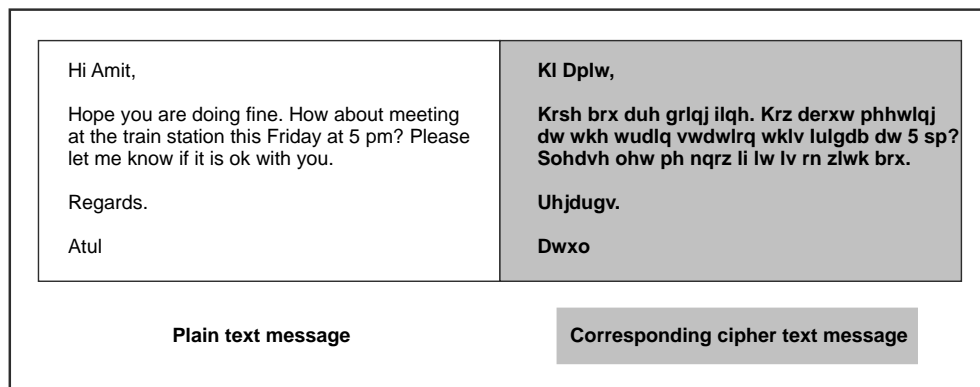 Hi Amit,
Hope you are doing fine. How about meeting
at the train station this Friday at 5 pm? Please
let me know if it is ok with you.
Regards.
Atul
Kl Dplw,
Krsh brx duh grlqj ilqh. Krz derxw phhwlqj
dw wkh wudlq vwdwlrq wklv Iulgdb dw 5 sp?
Sohdvh ohw ph nqrz li lw lv rn zlwk brx.
Uhjdugv.
Dwxo
Plain text message
Corresponding cipher text message